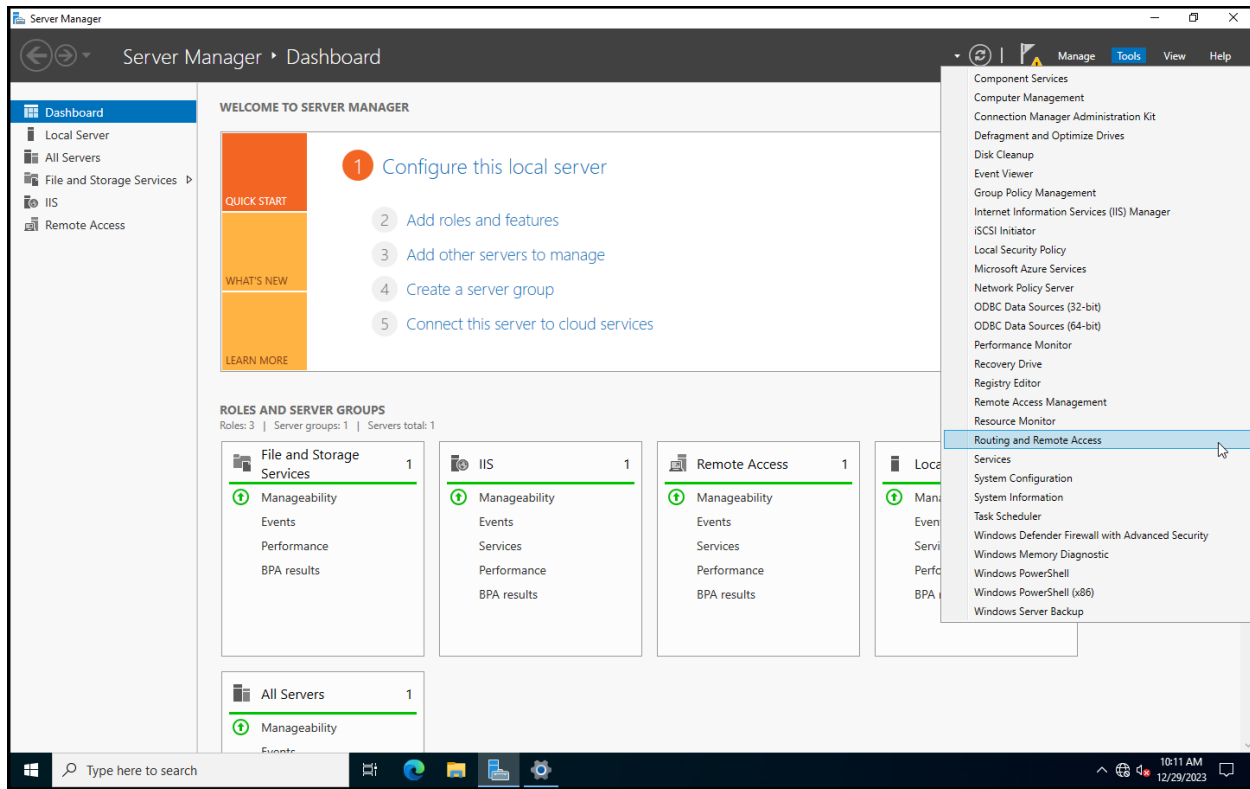 Server Manager
Server Manager ‣ Dashboard
Manage Tools View Help
Dashboard
Local Server
All Servers
File and Storage Services
IIS
Remote Access
WELCOME TO SERVER MANAGER
QUICK START
WHAT'S NEW
LEARN MORE
1 Configure this local server
2 Add roles and features
3 Add other servers to manage
4 Create a server group
5 Connect this server to cloud services
ROLES AND SERVER GROUPS
Roles: 3 | Server groups: 1 | Servers total: 1
File and Storage
Services
1
Manageability
Events
Performance
BPA results
IIS 1
Manageability
Events
Services
Performance
BPA results
Remote Access 1
Manageability
Events
Services
Performance
BPA results
Loca
Mana
Even
Servi
Perfo
BPA
All Servers 1
Manageability
Events
Component Services
Computer Management
Connection Manager Administration Kit
Defragment and Optimize Drives
Disk Cleanup
Event Viewer
Group Policy Management
Internet Information Services (IIS) Manager
iSCSI Initiator
Local Security Policy
Microsoft Azure Services
Network Policy Server
ODBC Data Sources (32-bit)
ODBC Data Sources (64-bit)
Performance Monitor
Recovery Drive
Registry Editor
Remote Access Management
Resource Monitor
Routing and Remote Access
Services
System Configuration
System Information
Task Scheduler
Windows Defender Firewall with Advanced Security
Windows Memory Diagnostic
Windows PowerShell
Windows PowerShell (x86)
Windows Server Backup
Type here to search
10:11 AM
12/29/2023